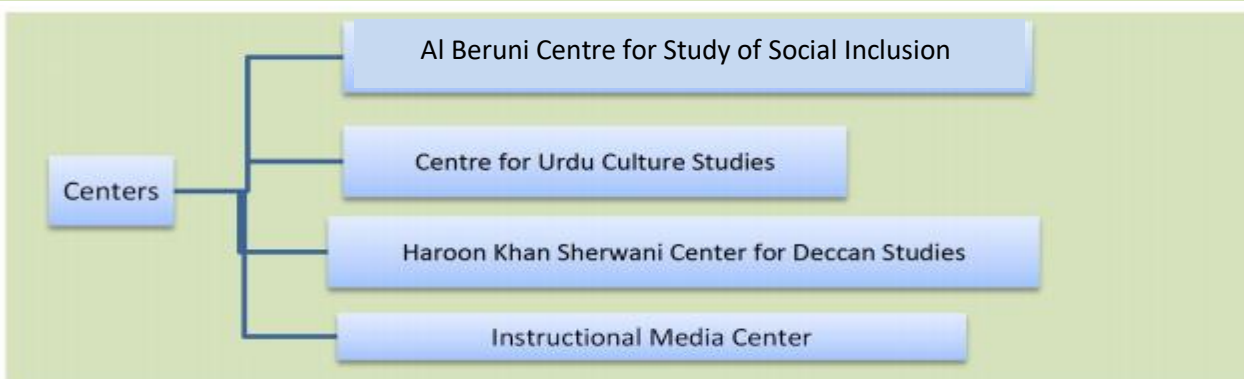 Al Beruni Centre for Study of Social Inclusion
Centre for Urdu Culture Studies
Centers
Haroon Khan Sherwani Center for Deccan Studies
Instructional Media Center